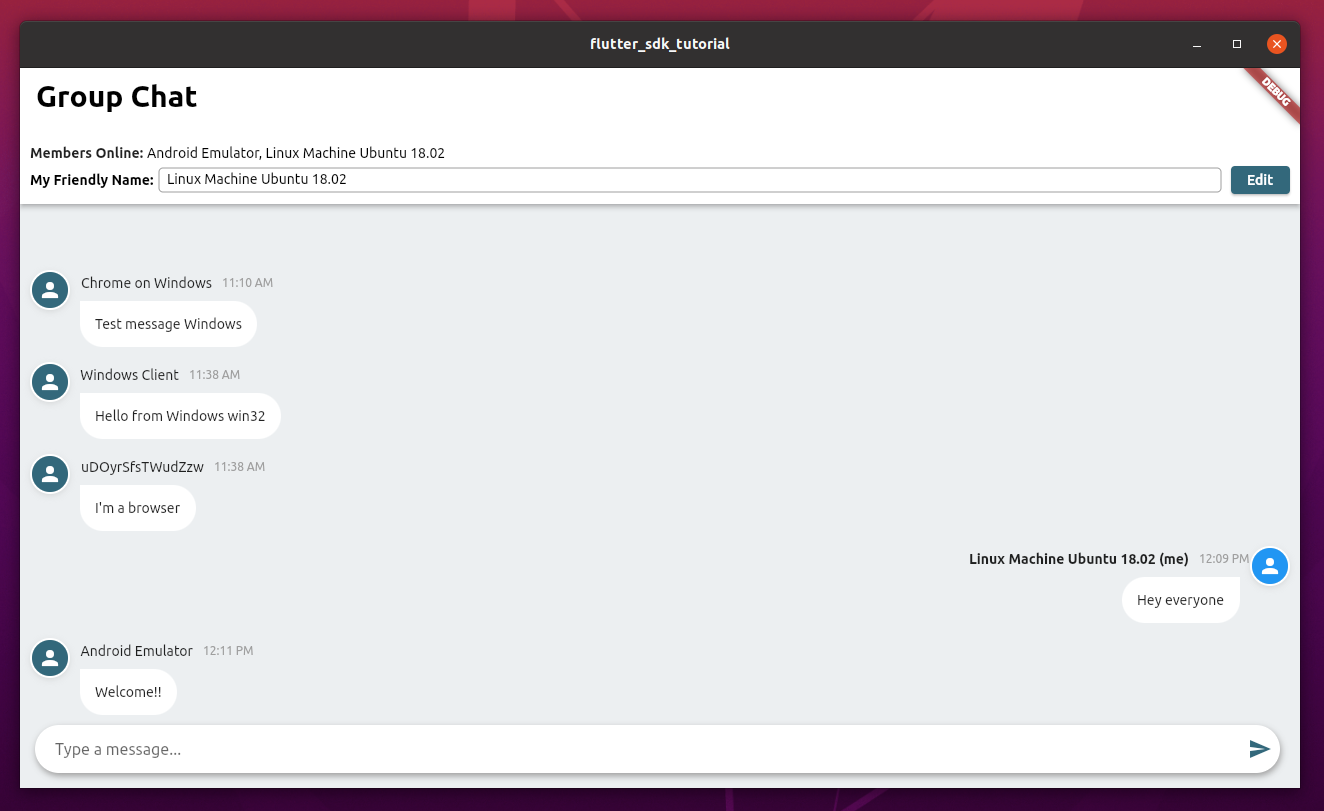 flutter_sdk_tutorial
DEBUG
Group Chat
Members Online: Android Emulator, Linux Machine Ubuntu 18.02
My Friendly Name: Linux Machine Ubuntu 18.02 Edit
Chrome on Windows 11:10 AM
Test message Windows
Windows Client 11:38 AM
Hello from Windows win32
uDOyrSfsTWudZzw 11:38 AM
I'm a browser
Linux Machine Ubuntu 18.02 (me) 12:09 PM
Hey everyone
Android Emulator 12:11 PM
Welcome!!
Type a message...